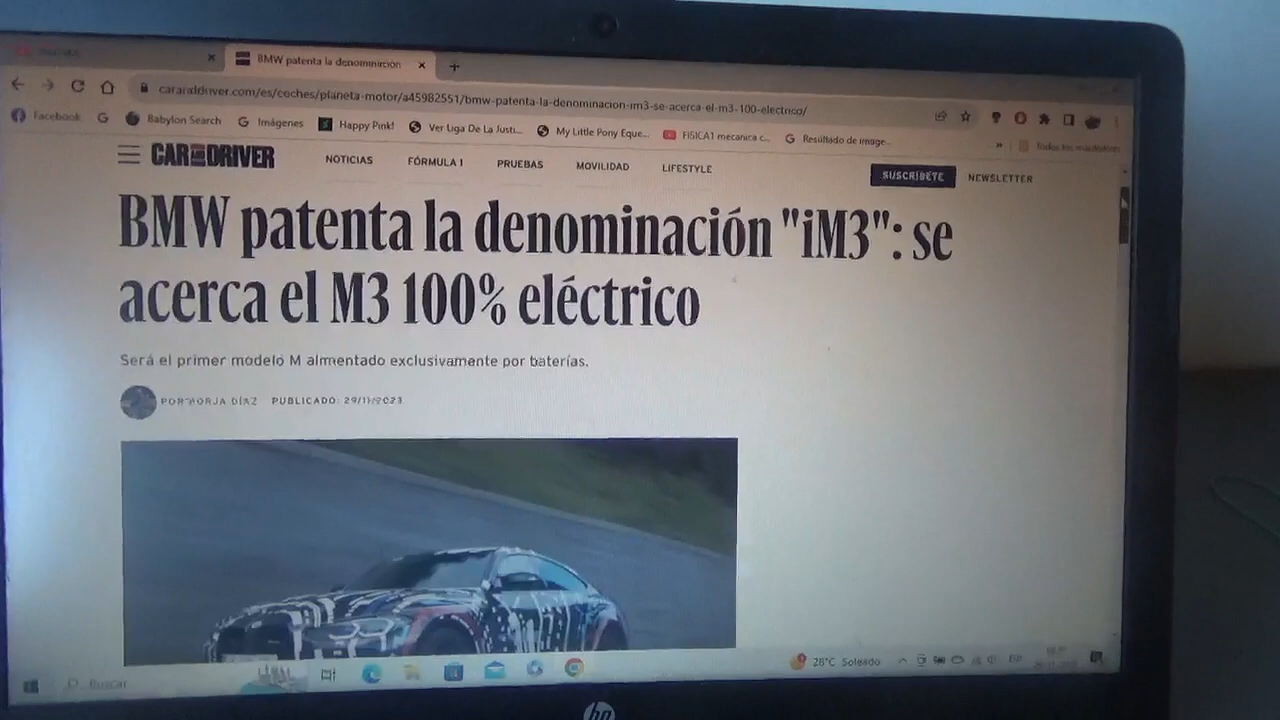 BMW patenta la denominación
caranddriver.com/es/coches/planeta-motor/a45982551/bmw-patenta-la-denominacion-im3-se-acerca-el-m3-100-electrico/
Facebook Babylon Search Imágenes Happy Pink! Ver Liga De La Justi... My Little Pony Eque... FISICA1 mecanica c... Resultado de image... » Todos los marcadores
CAR AND DRIVER NOTICIAS FÓRMULA 1 PRUEBAS MOVILIDAD LIFESTYLE SUSCRÍBETE NEWSLETTER
BMW patenta la denominación "iM3": se
acerca el M3 100% eléctrico
Será el primer modelo M alimentado exclusivamente por baterías.
POR BORJA DÍAZ PUBLICADO: 29/11/2023
Buscar 28°C Soleado ESP
hp